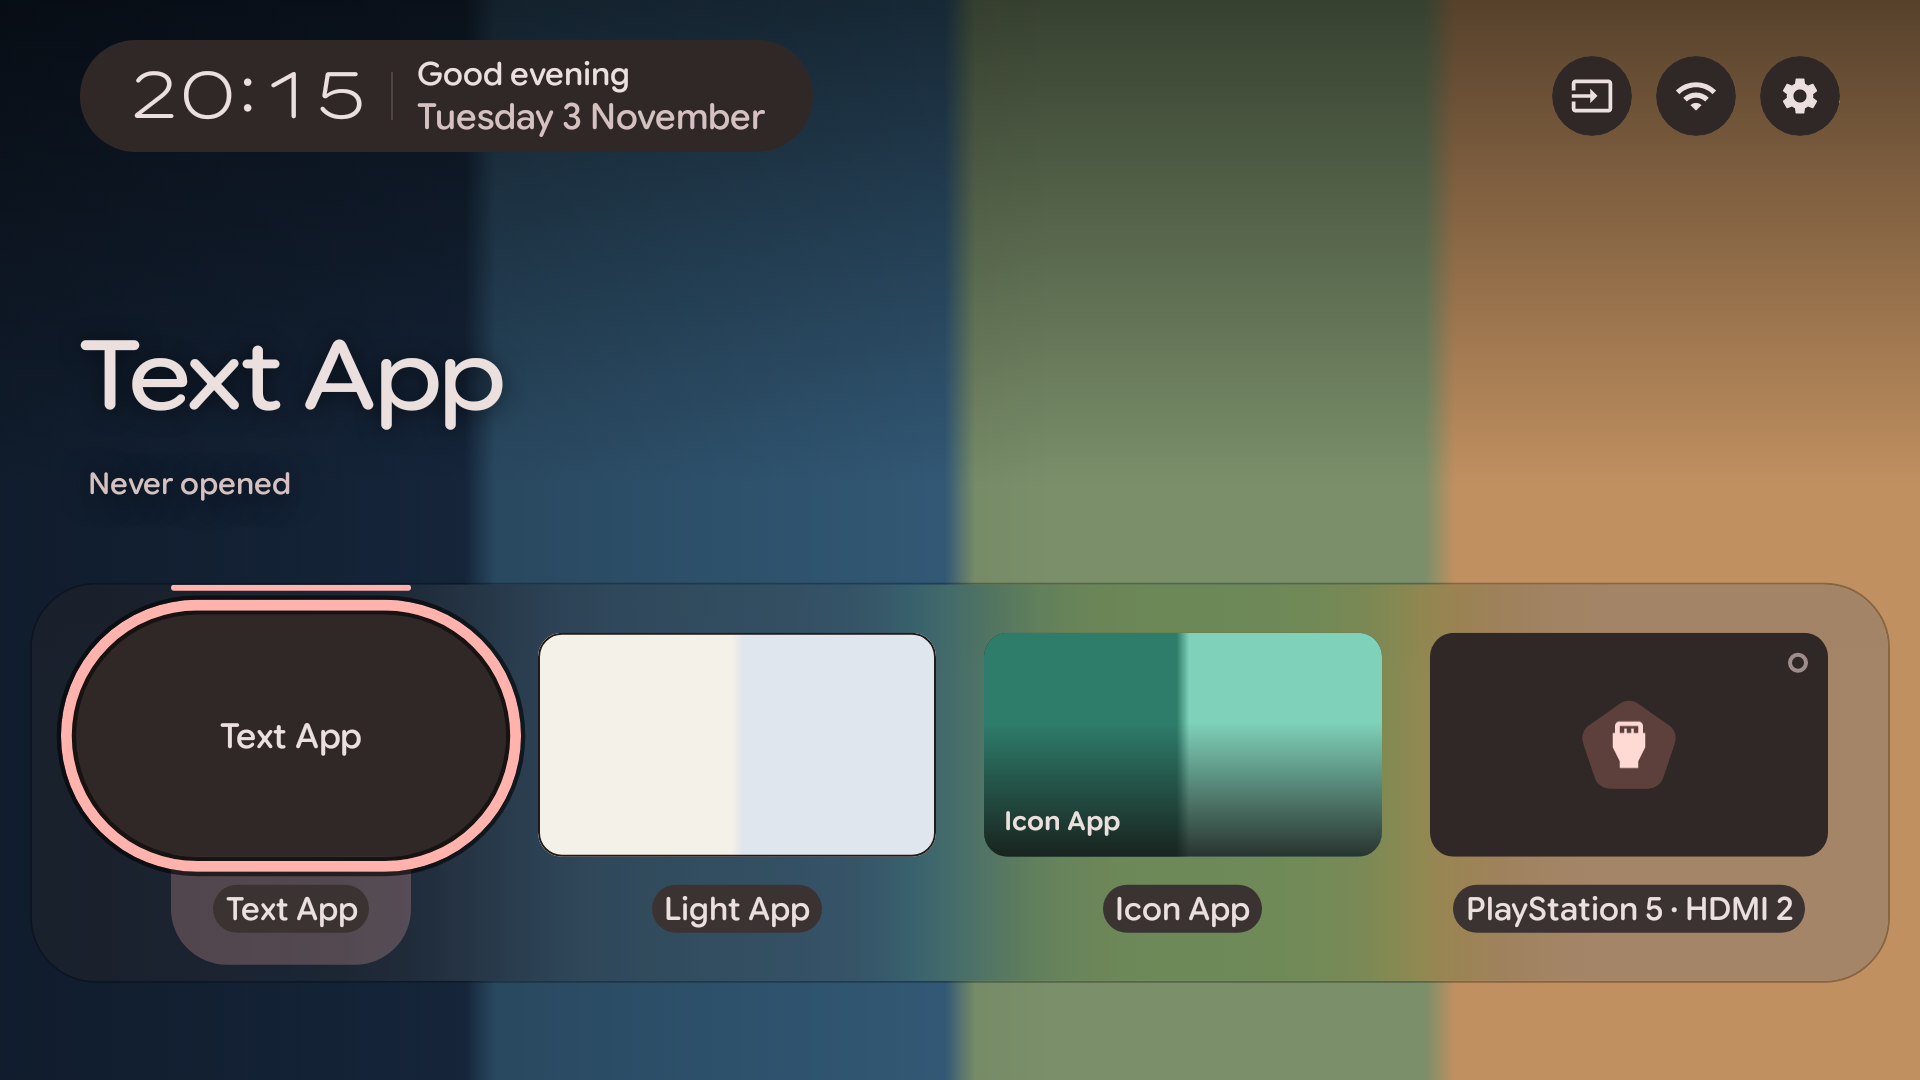 20:15
Good evening
Tuesday 3 November
Text App
Never opened
Text App
Icon App
Text App
Light App
Icon App
PlayStation 5 · HDMI 2